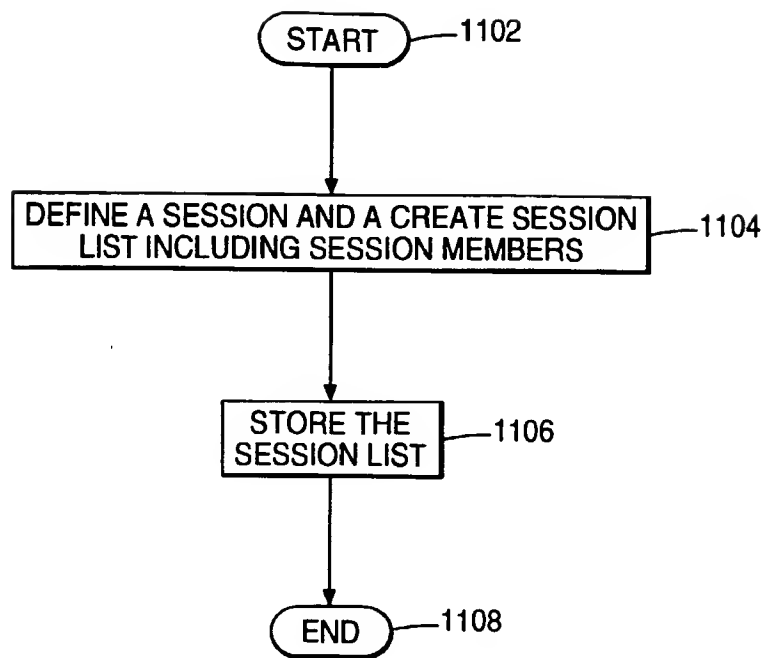 START
1102
DEFINE A SESSION AND A CREATE SESSION
LIST INCLUDING SESSION MEMBERS
1104
STORE THE
SESSION LIST
1106
END
1108